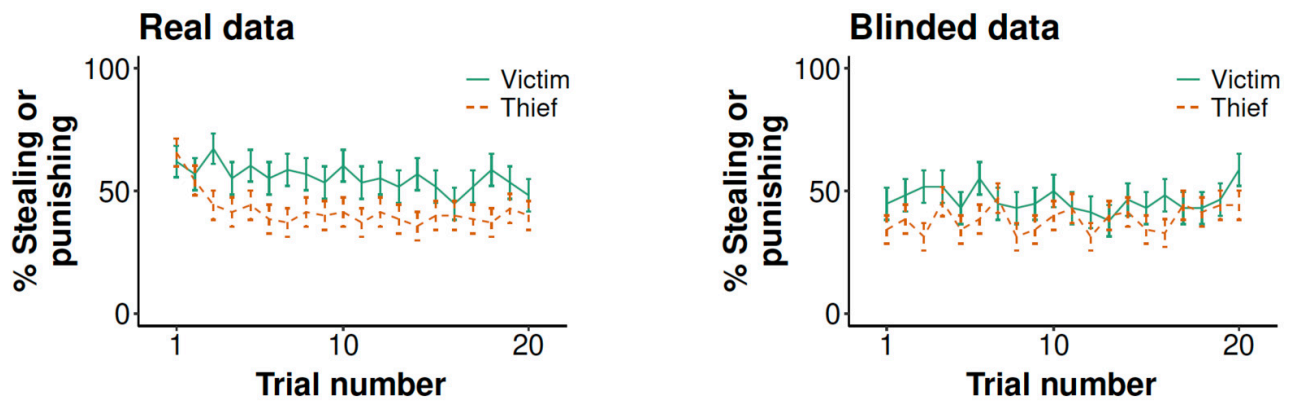 Real data
% Stealing or
punishing
100
50
0
Victim
Thief
1 10 20
Trial number
Blinded data
% Stealing or
punishing
100
50
0
Victim
Thief
1 10 20
Trial number